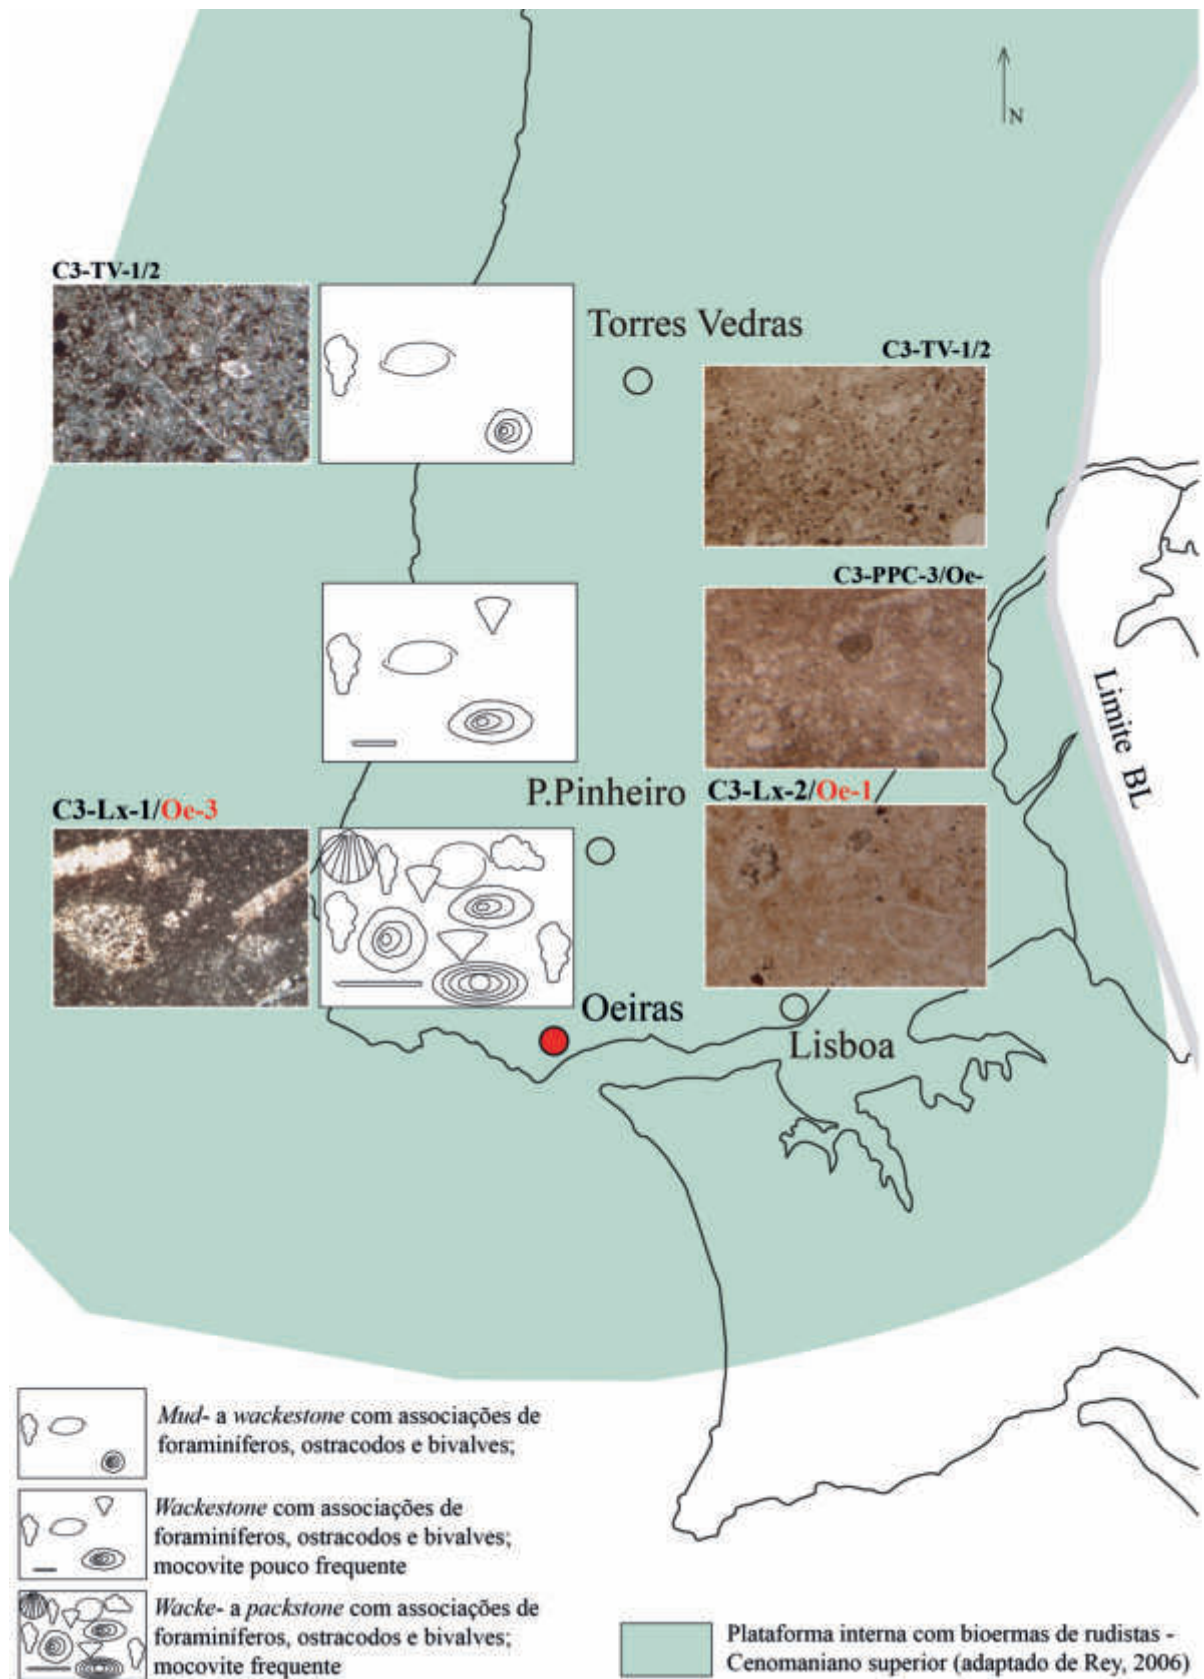 N
C3-TV-1/2
Torres Vedras
C3-TV-1/2
C3-PPC-3/Oe-
Limite BL
P.Pinheiro
C3-Lx-2/Oe-1
C3-Lx-1/Oe-3
Oeiras
Lisboa
Mud- a wackestone com associações de
foraminíferos, ostracodos e bivalves;
Wackestone com associações de
foraminíferos, ostracodos e bivalves;
mocovite pouco frequente
Wacke- a packstone com associações de
foraminíferos, ostracodos e bivalves;
mocovite frequente
Plataforma interna com bioermas de rudistas -
Cenomaniano superior (adaptado de Rey, 2006)